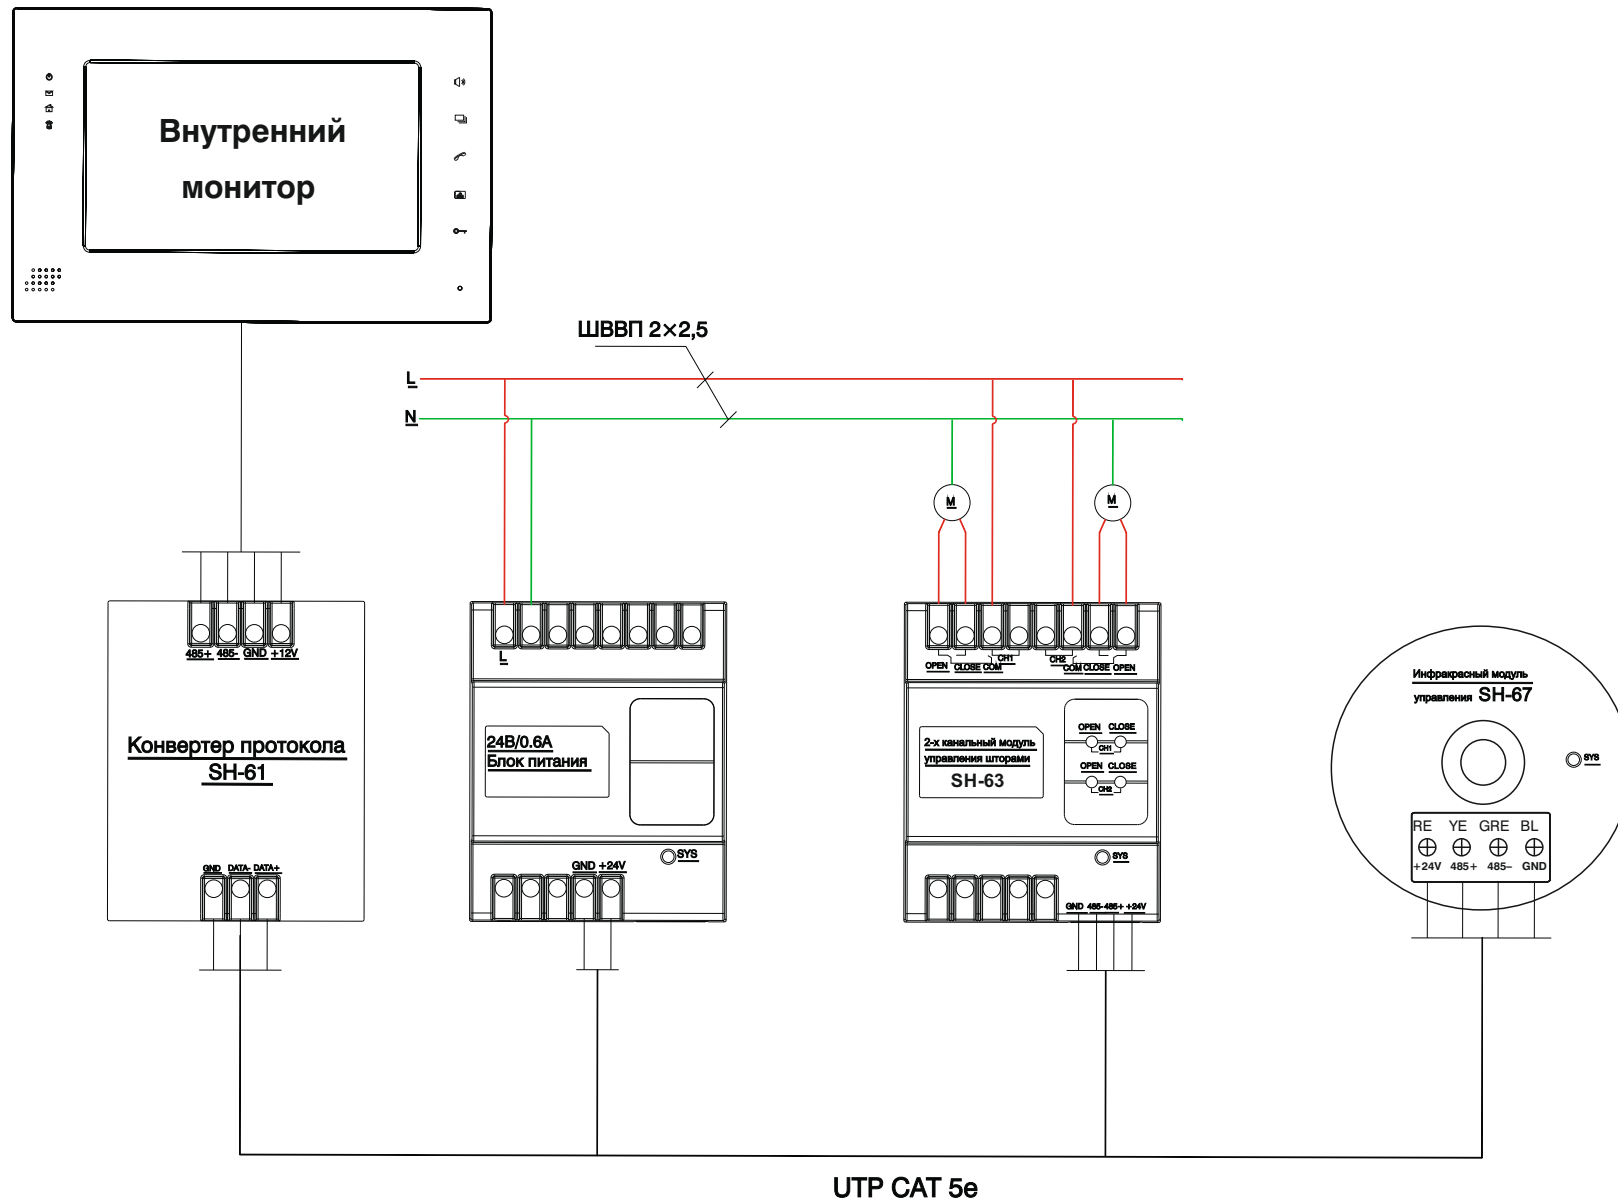 Внутренний
монитор
ШВВП 2×2,5
L
N
M
M
485+ 485- GND +12V
Конвертер протокола
SH-61
GND DATA- DATA+
L
24В/0.6А
Блок питания
SYS
GND +24V
OPEN CLOSE COM CH1 CH2 COM CLOSE OPEN
2-х канальный модуль
управления шторами
SH-63
OPEN CLOSE
CH1
OPEN CLOSE
CH2
SYS
GND 485- 485+ +24V
Инфракрасный модуль
управления SH-67
SYS
RE YE GRE BL
+24V 485+ 485– GND
UTP CAT 5e